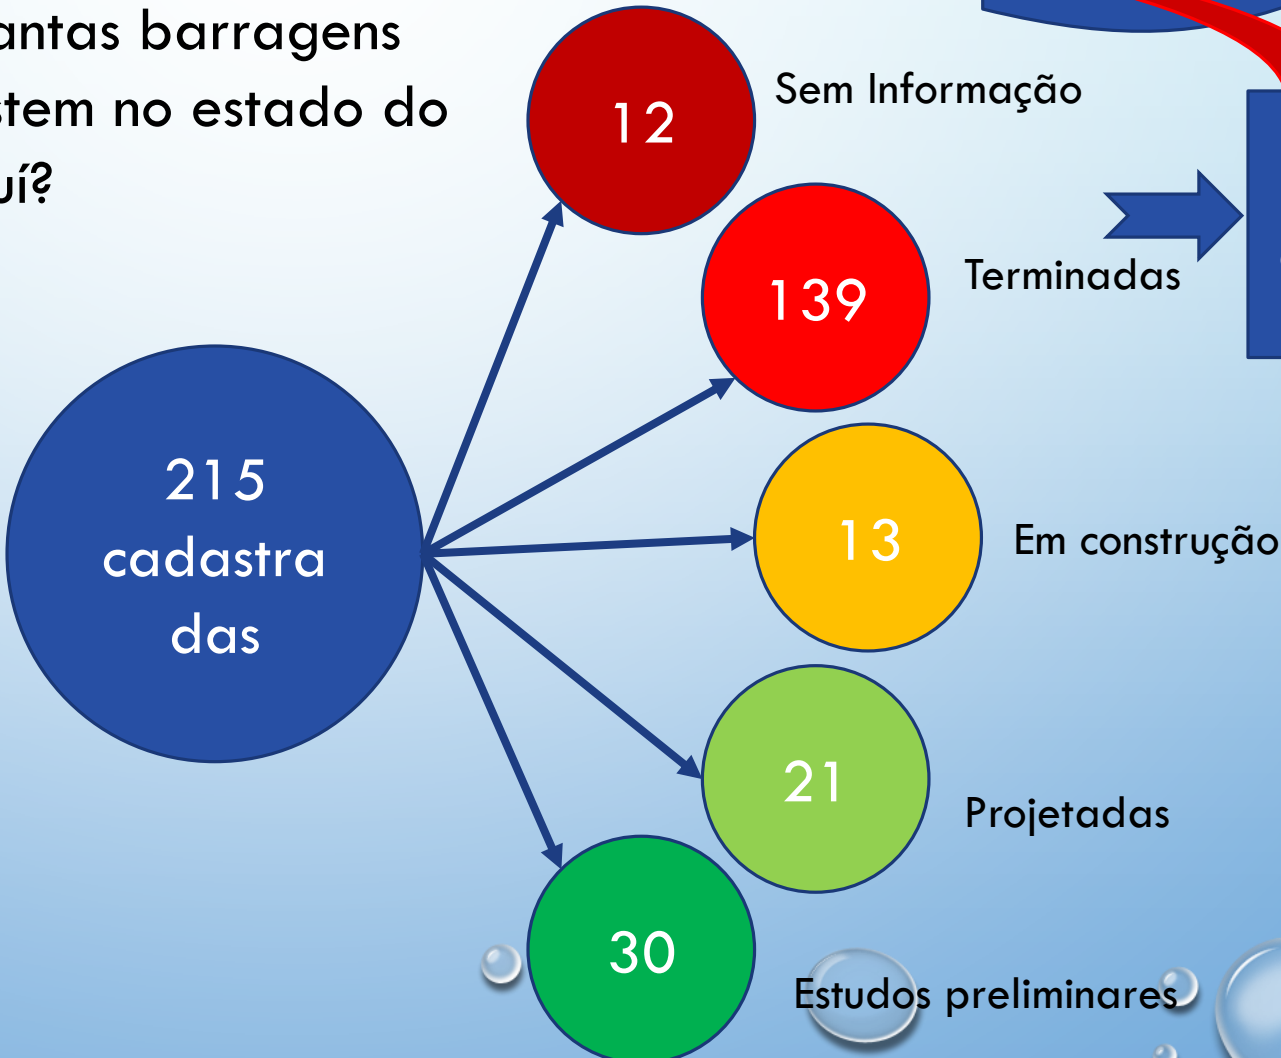 antas barragens
stem no estado do
uí?
12
Sem Informação
139
Terminadas
215
cadastra
das
13
Em construção
21
Projetadas
30
Estudos preliminares